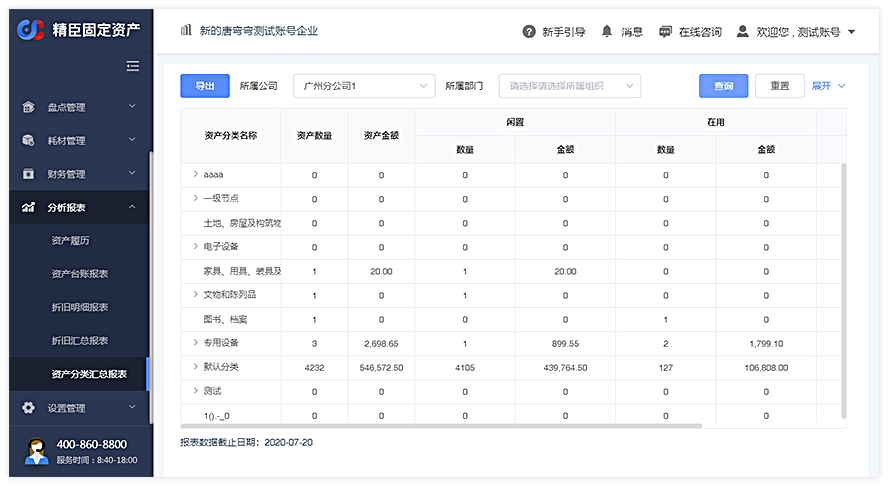 精臣固定资产
新的唐弯弯测试账号企业
新手引导 消息 在线咨询 欢迎您，测试账号
盘点管理
耗材管理
财务管理
分析报表
资产履历
资产台账报表
折旧明细报表
折旧汇总报表
资产分类汇总报表
设置管理
400-860-8800
服务时间：8:40-18:00
导出 所属公司 广州分公司1 所属部门 请选择请选择所属组织 查询 重置 展开
资产分类名称 资产数量 资产金额 闲置 在用
数量 金额 数量 金额
aaaa 0 0 0 0 0 0
一级节点 0 0 0 0 0 0
土地、房屋及构筑物 0 0 0 0 0 0
电子设备 0 0 0 0 0 0
家具、用具、装具及 1 20.00 1 20.00 0 0
文物和陈列品 1 0 1 0 0 0
图书、档案 1 0 0 0 1 0
专用设备 3 2,698.65 1 899.55 2 1,799.10
默认分类 4232 546,572.50 4105 439,764.50 127 106,808.00
测试 0 0 0 0 0 0
1().-_0 0 0 0 0 0 0
报表数据截止日期：2020-07-20